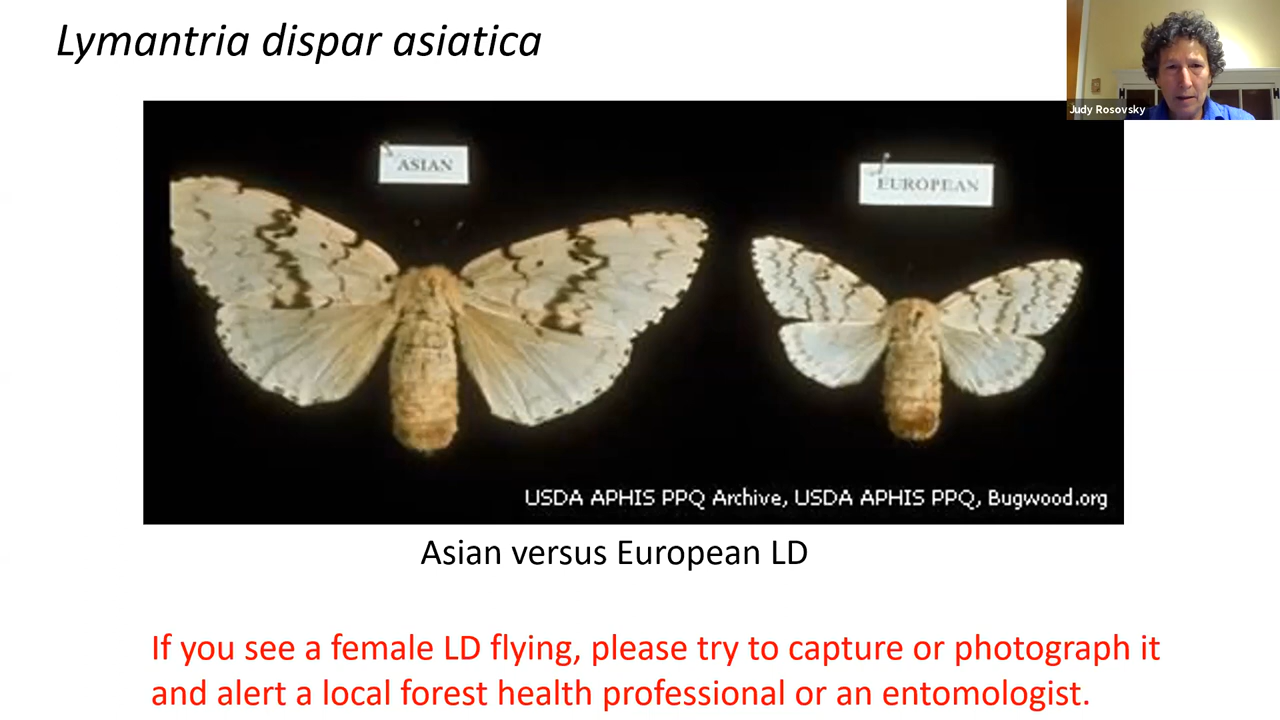 Lymantria dispar asiatica
Judy Rosovsky
ASIAN
EUROPEAN
USDA APHIS PPQ Archive, USDA APHIS PPQ, Bugwood.org
Asian versus European LD
If you see a female LD flying, please try to capture or photograph it
and alert a local forest health professional or an entomologist.